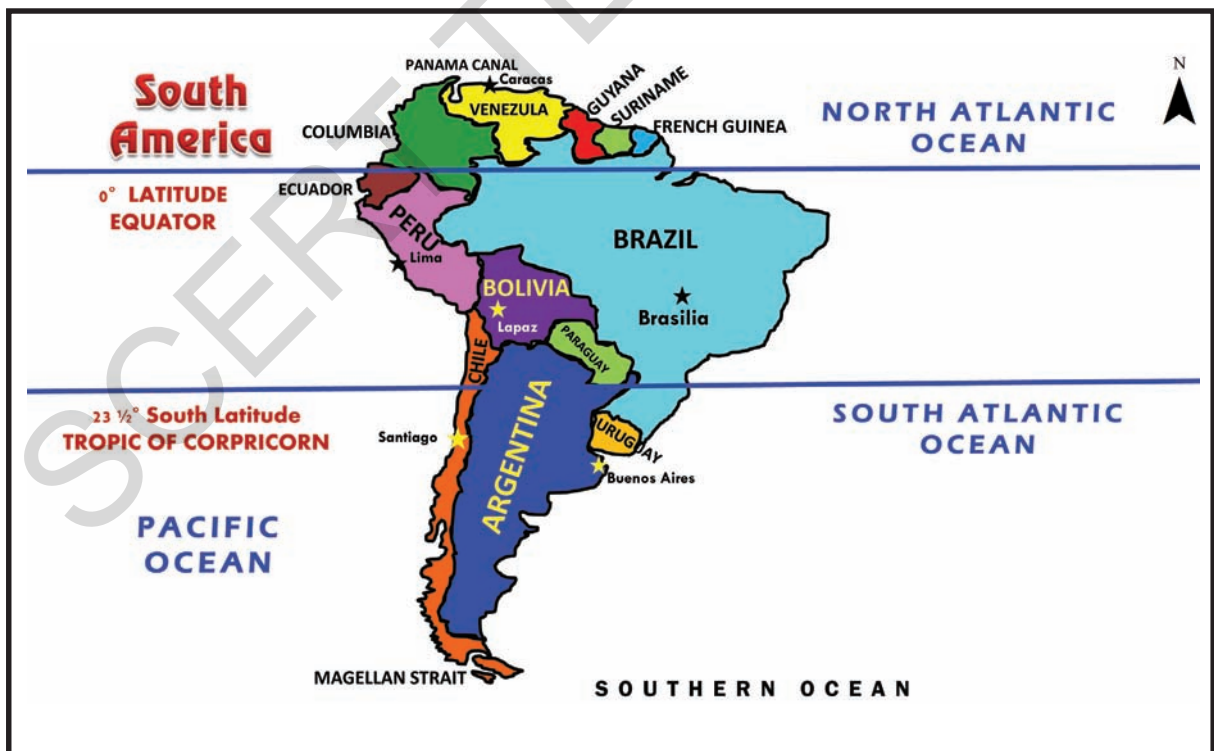 South
America
PANAMA CANAL
Caracas
VENEZULA
GUYANA
SURINAME
FRENCH GUINEA
COLUMBIA
NORTH ATLANTIC
OCEAN
N
0° LATITUDE
EQUATOR
ECUADOR
PERU
Lima
BRAZIL
BOLIVIA
Lapaz
Brasilia
PARAGUAY
CHILE
23 ½° South Latitude
TROPIC OF CORPRICORN
SOUTH ATLANTIC
OCEAN
Santiago
URUGUAY
Buenos Aires
ARGENTINA
PACIFIC
OCEAN
MAGELLAN STRAIT
SOUTHERN OCEAN
SCERT TE